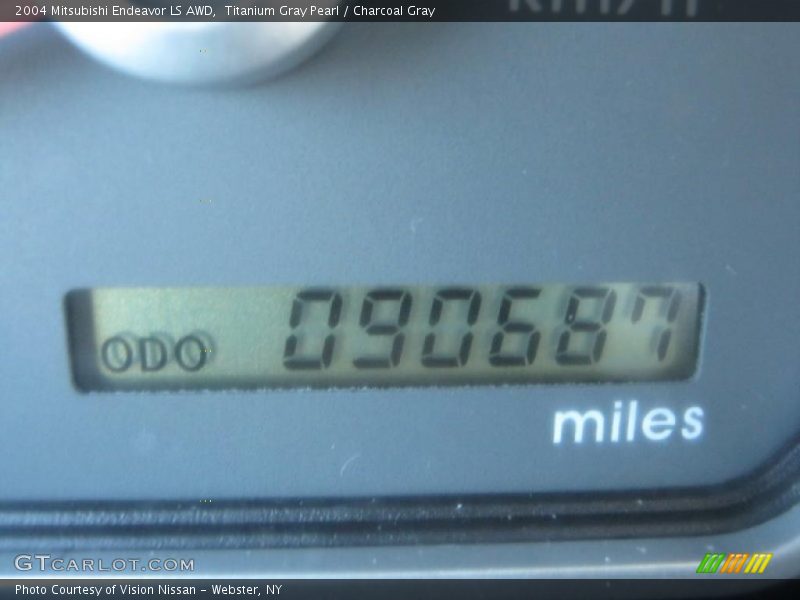 2004 Mitsubishi Endeavor LS AWD,  Titanium Gray Pearl / Charcoal Gray
km/h
ODO 090687
miles
GTCARLOT.COM
Photo Courtesy of Vision Nissan - Webster, NY